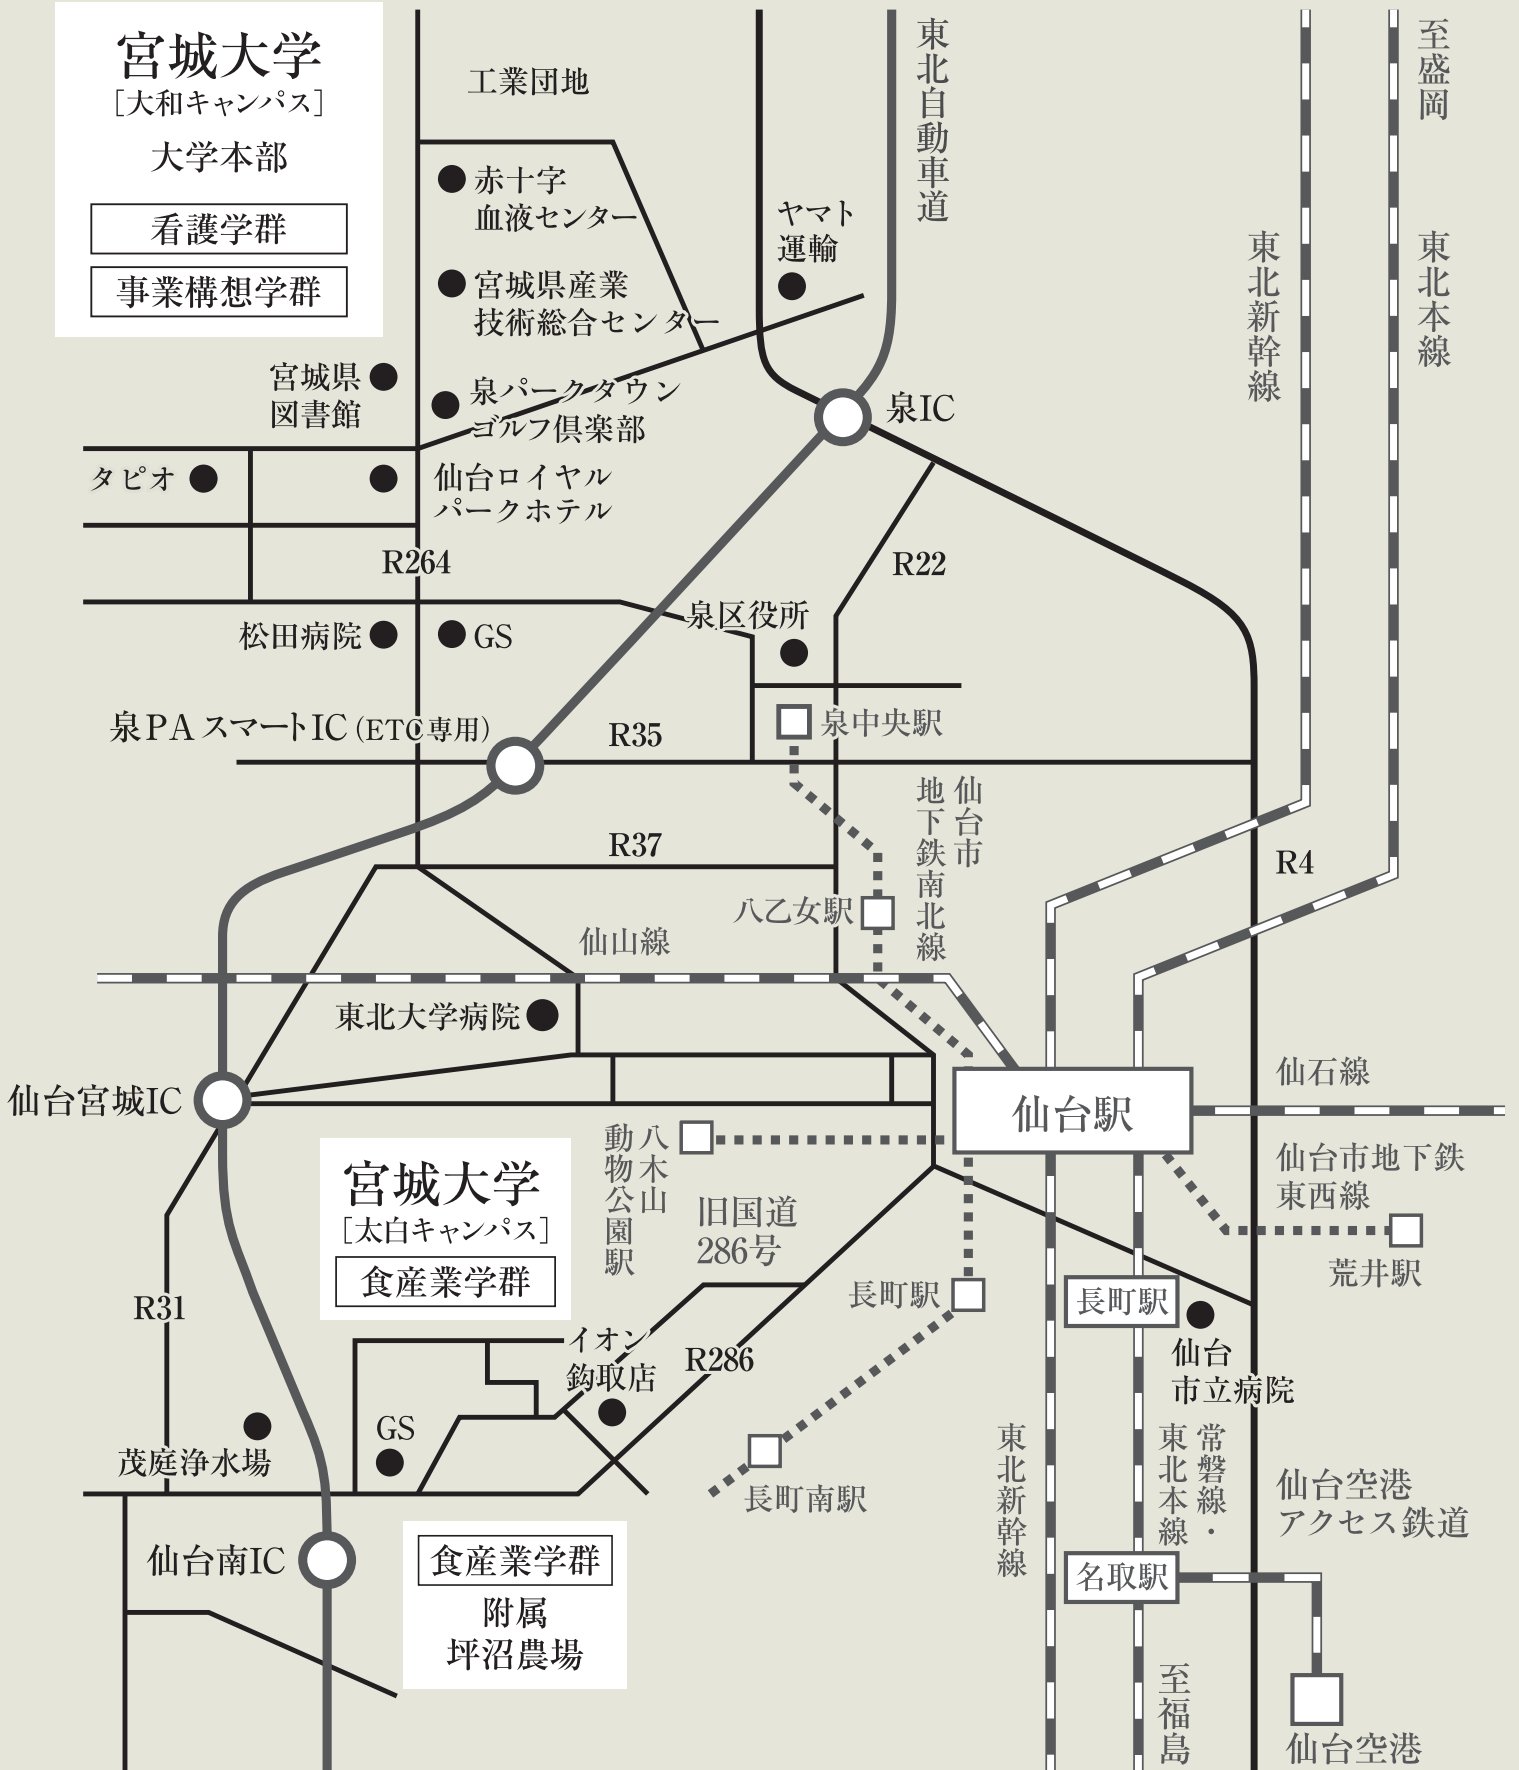 宮城大学
［大和キャンパス］
大学本部
看護学群
事業構想学群
工業団地
赤十字
血液センター
宮城県産業
技術総合センター
ヤマト
運輸
東北自動車道
東北新幹線
至盛岡
東北本線
宮城県
図書館
泉パークタウン
ゴルフ倶楽部
泉IC
タピオ
仙台ロイヤル
パークホテル
R264
R22
泉区役所
松田病院
GS
泉PAスマートIC（ETC専用）
R35
泉中央駅
仙台市
地下鉄南北線
R37
R4
八乙女駅
仙山線
東北大学病院
仙台宮城IC
仙台駅
仙石線
八木山
動物公園駅
仙台市地下鉄
東西線
荒井駅
旧国道
286号
宮城大学
［太白キャンパス］
食産業学群
R31
長町駅
長町駅
仙台
市立病院
イオン
鈎取店
R286
GS
茂庭浄水場
長町南駅
東北新幹線
常磐線・
東北本線
仙台空港
アクセス鉄道
仙台南IC
食産業学群
附属
坪沼農場
名取駅
至福島
仙台空港